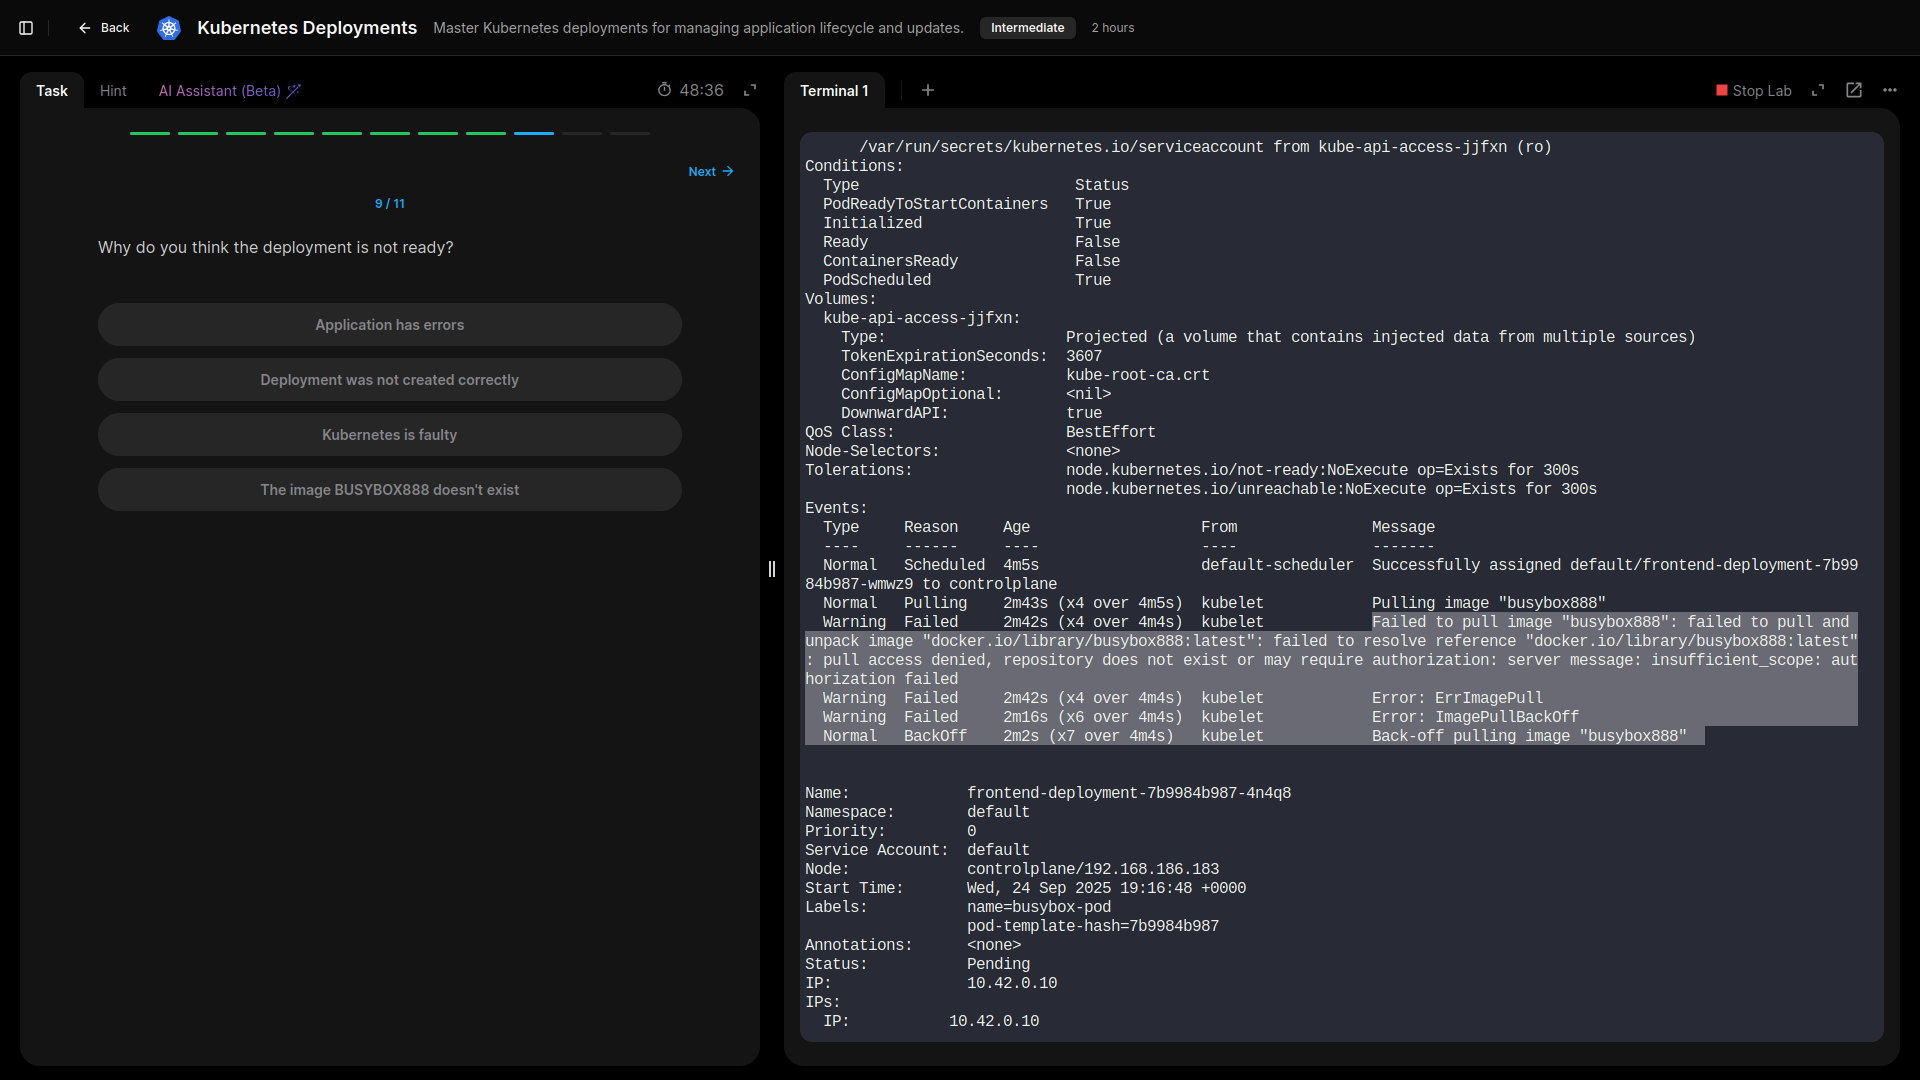 Back
Kubernetes Deployments
Master Kubernetes deployments for managing application lifecycle and updates.
Intermediate
2 hours
Task
Hint
AI Assistant (Beta)
48:36
Next
9 / 11
Why do you think the deployment is not ready?
Application has errors
Deployment was not created correctly
Kubernetes is faulty
The image BUSYBOX888 doesn't exist
Terminal 1
Stop Lab
/var/run/secrets/kubernetes.io/serviceaccount from kube-api-access-jjfxn (ro)
Conditions:
  Type                        Status
  PodReadyToStartContainers   True
  Initialized                 True
  Ready                       False
  ContainersReady             False
  PodScheduled                True
Volumes:
  kube-api-access-jjfxn:
    Type:                    Projected (a volume that contains injected data from multiple sources)
    TokenExpirationSeconds:  3607
    ConfigMapName:           kube-root-ca.crt
    ConfigMapOptional:       <nil>
    DownwardAPI:             true
QoS Class:                   BestEffort
Node-Selectors:              <none>
Tolerations:                 node.kubernetes.io/not-ready:NoExecute op=Exists for 300s
                             node.kubernetes.io/unreachable:NoExecute op=Exists for 300s
Events:
  Type     Reason     Age                   From               Message
  ----     ------     ----                  ----               -------
  Normal   Scheduled  4m5s                  default-scheduler  Successfully assigned default/frontend-deployment-7b99
84b987-wmwz9 to controlplane
  Normal   Pulling    2m43s (x4 over 4m5s)  kubelet            Pulling image "busybox888"
  Warning  Failed     2m42s (x4 over 4m4s)  kubelet            Failed to pull image "busybox888": failed to pull and
unpack image "docker.io/library/busybox888:latest": failed to resolve reference "docker.io/library/busybox888:latest"
: pull access denied, repository does not exist or may require authorization: server message: insufficient_scope: aut
horization failed
  Warning  Failed     2m42s (x4 over 4m4s)  kubelet            Error: ErrImagePull
  Warning  Failed     2m16s (x6 over 4m4s)  kubelet            Error: ImagePullBackOff
  Normal   BackOff    2m2s (x7 over 4m4s)   kubelet            Back-off pulling image "busybox888"
Name:             frontend-deployment-7b9984b987-4n4q8
Namespace:        default
Priority:         0
Service Account:  default
Node:             controlplane/192.168.186.183
Start Time:       Wed, 24 Sep 2025 19:16:48 +0000
Labels:           name=busybox-pod
                  pod-template-hash=7b9984b987
Annotations:      <none>
Status:           Pending
IP:               10.42.0.10
IPs:
  IP:           10.42.0.10